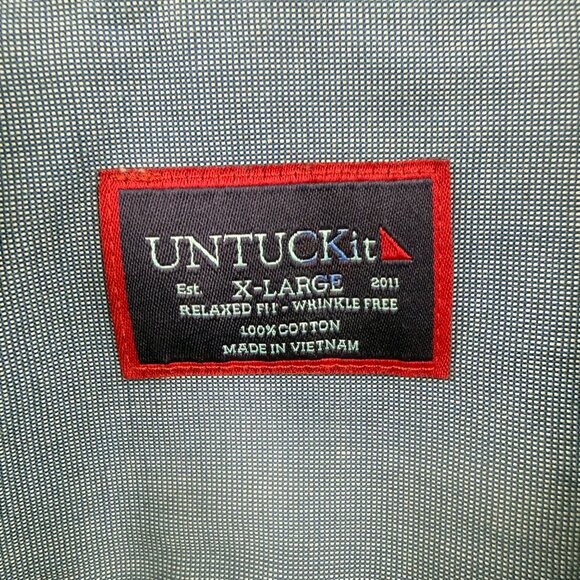 UNTUCKit
Est. X-LARGE 2011
RELAXED FIT - WRINKLE FREE
100% COTTON
MADE IN VIETNAM